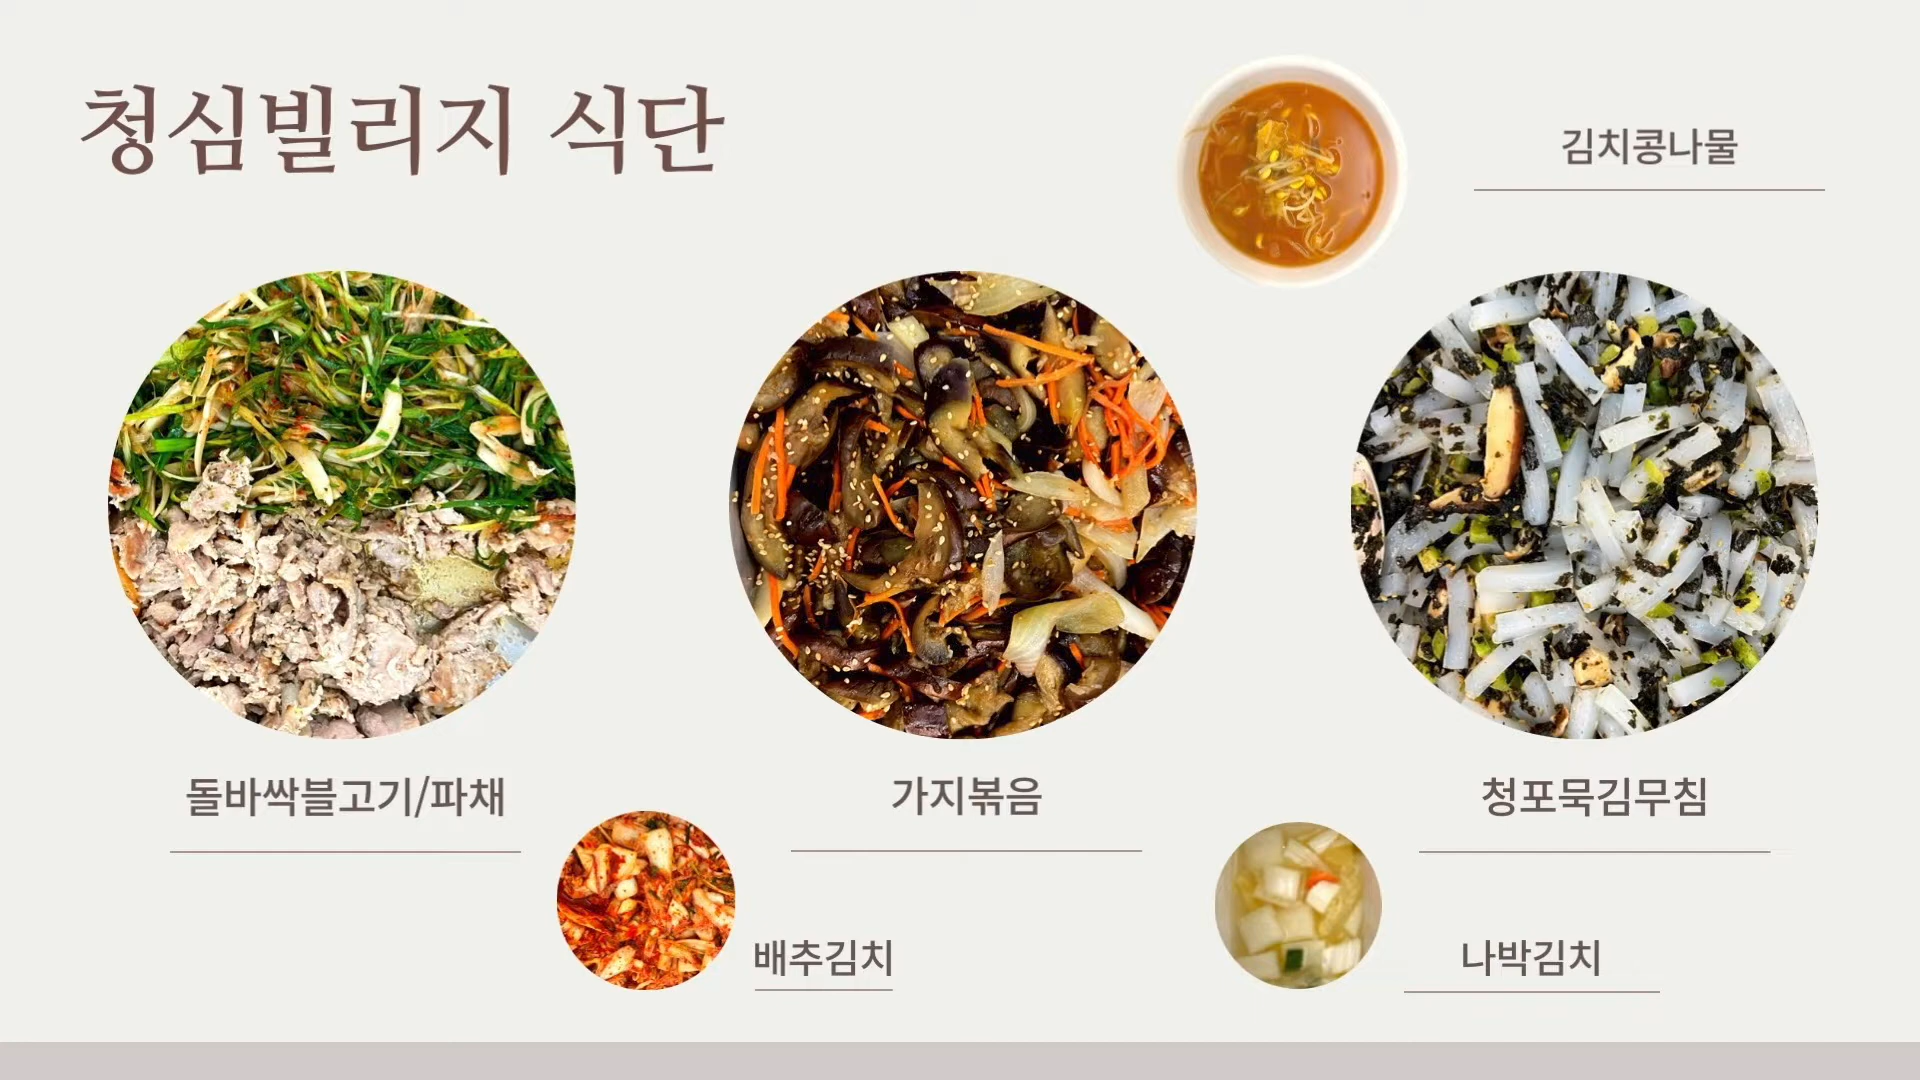 청심빌리지 식단
김치콩나물
돌바싹블고기/파채
가지볶음
청포묵김무침
배추김치
나박김치